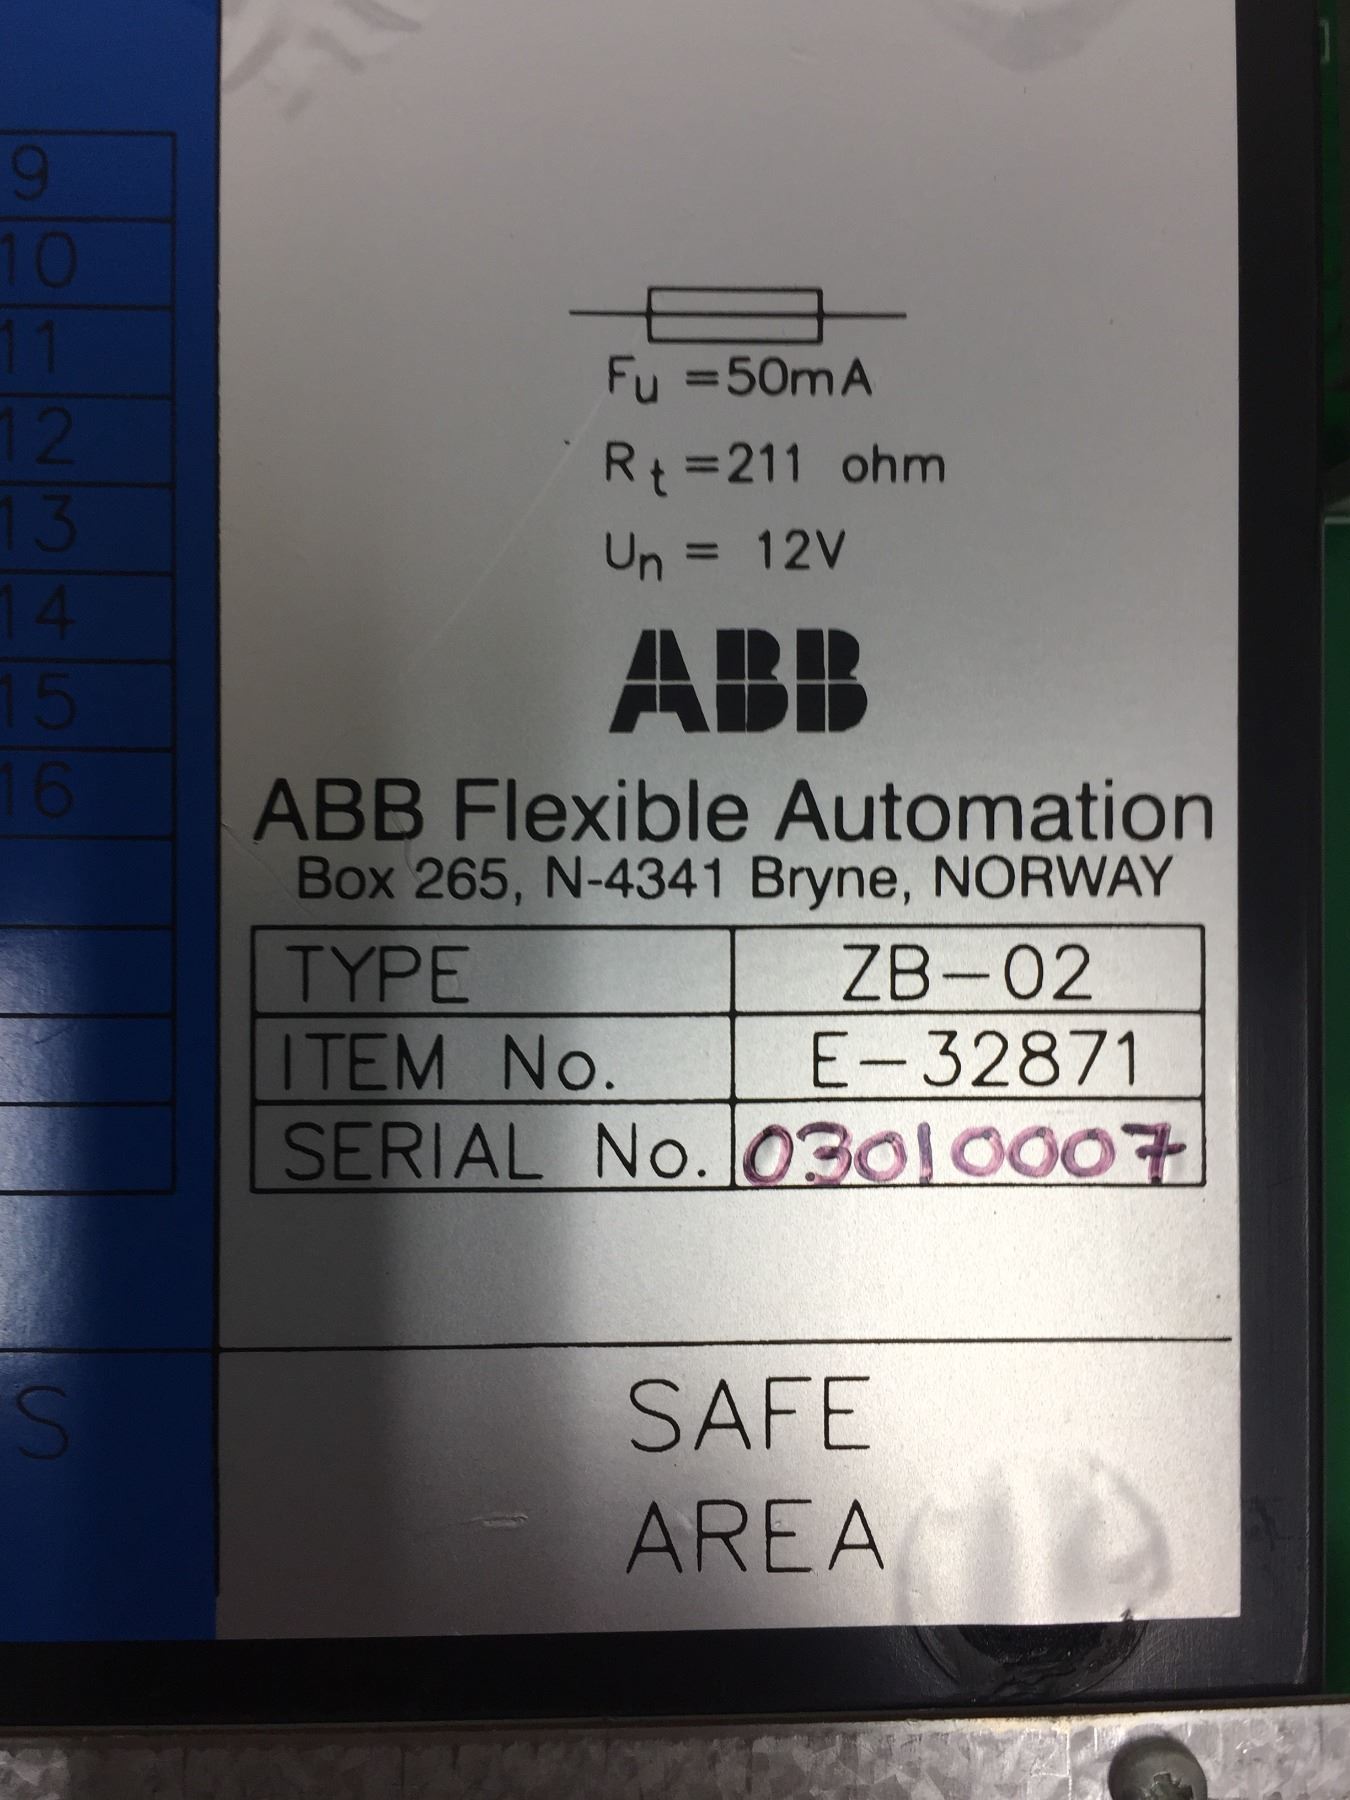 9
10
11
12
13
14
15
16
S
Fu =50mA
Rt =211 ohm
Un = 12V
ABB
ABB Flexible Automation
Box 265, N-4341 Bryne, NORWAY
TYPE ZB-02
ITEM No. E-32871
SERIAL No. 03010007
SAFE
AREA